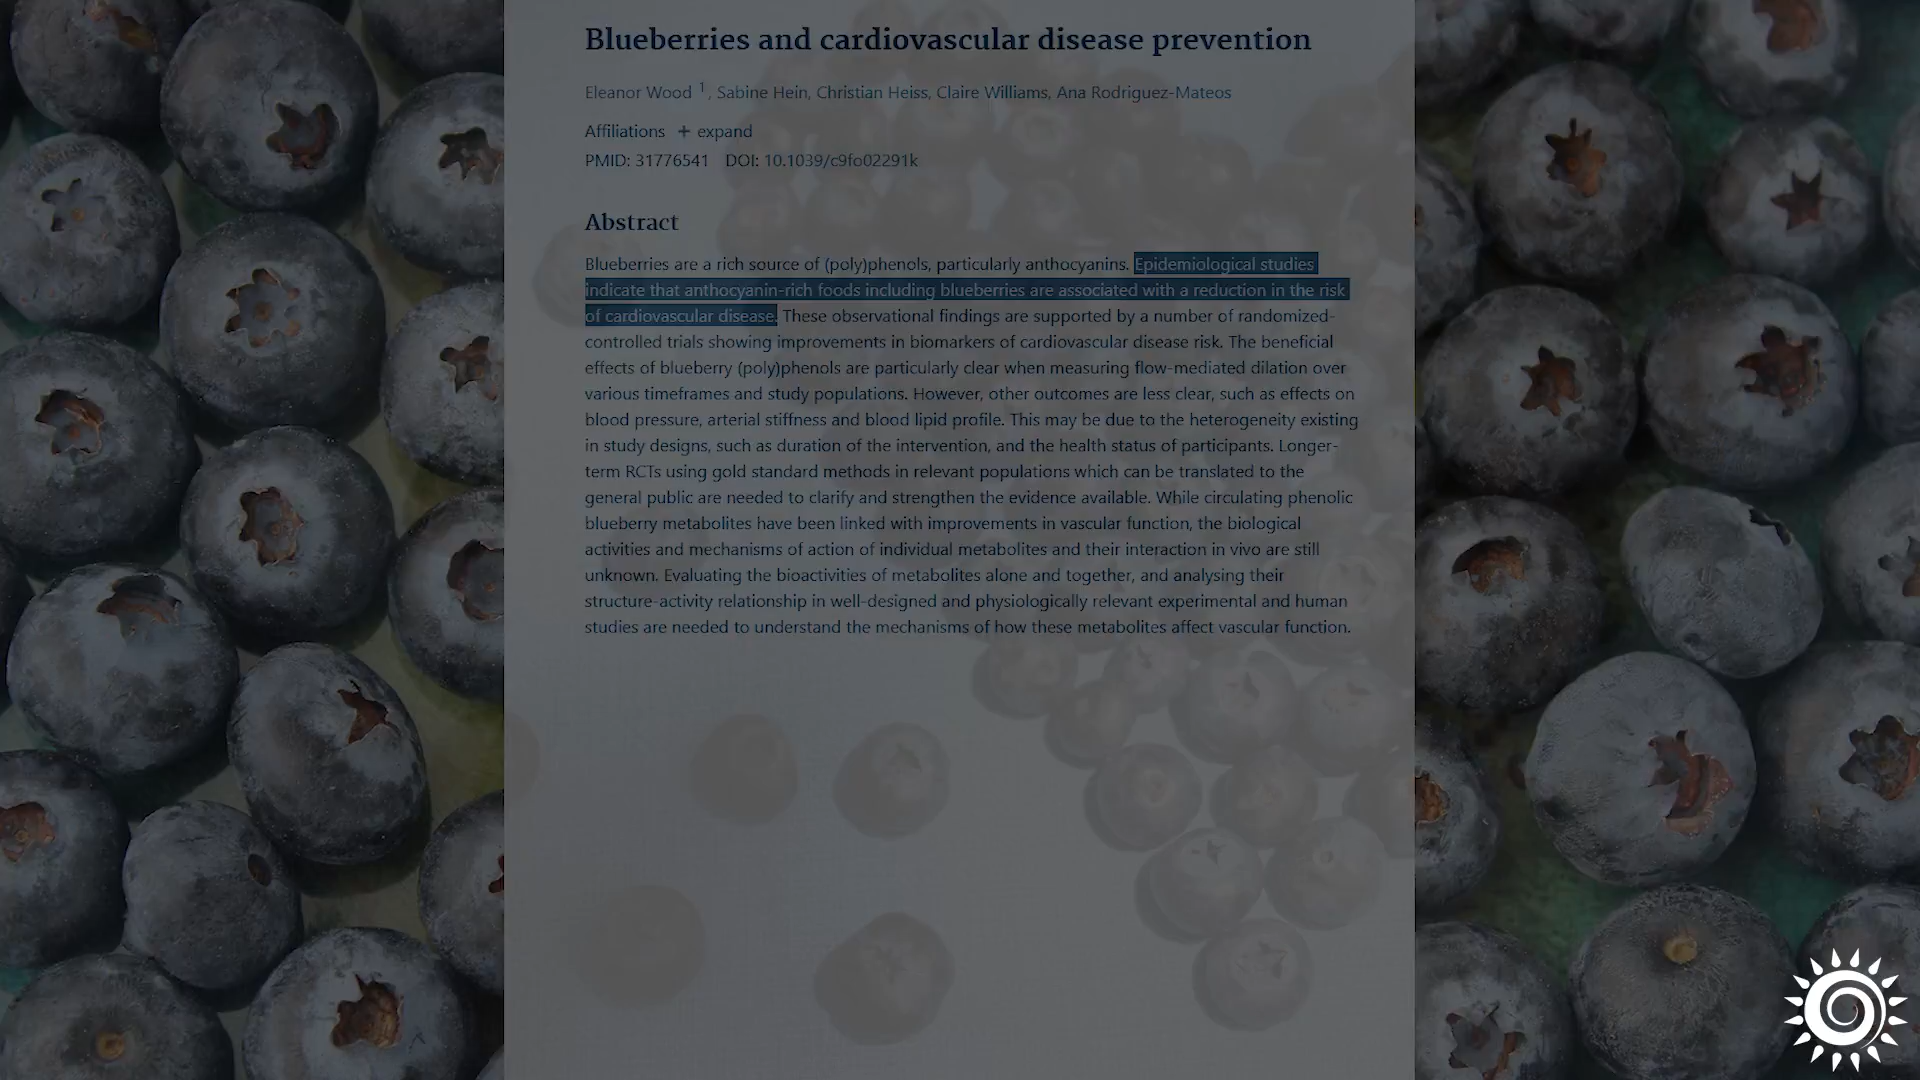 Blueberries and cardiovascular disease prevention
Eleanor Wood 1, Sabine Hein, Christian Heiss, Claire Williams, Ana Rodriguez-Mateos
Affiliations + expand
PMID: 31776541 DOI: 10.1039/c9fo02291k
Abstract
Blueberries are a rich source of (poly)phenols, particularly anthocyanins. Epidemiological studies
indicate that anthocyanin-rich foods including blueberries are associated with a reduction in the risk
of cardiovascular disease. These observational findings are supported by a number of randomized-
controlled trials showing improvements in biomarkers of cardiovascular disease risk. The beneficial
effects of blueberry (poly)phenols are particularly clear when measuring flow-mediated dilation over
various timeframes and study populations. However, other outcomes are less clear, such as effects on
blood pressure, arterial stiffness and blood lipid profile. This may be due to the heterogeneity existing
in study designs, such as duration of the intervention, and the health status of participants. Longer-
term RCTs using gold standard methods in relevant populations which can be translated to the
general public are needed to clarify and strengthen the evidence available. While circulating phenolic
blueberry metabolites have been linked with improvements in vascular function, the biological
activities and mechanisms of action of individual metabolites and their interaction in vivo are still
unknown. Evaluating the bioactivities of metabolites alone and together, and analysing their
structure-activity relationship in well-designed and physiologically relevant experimental and human
studies are needed to understand the mechanisms of how these metabolites affect vascular function.